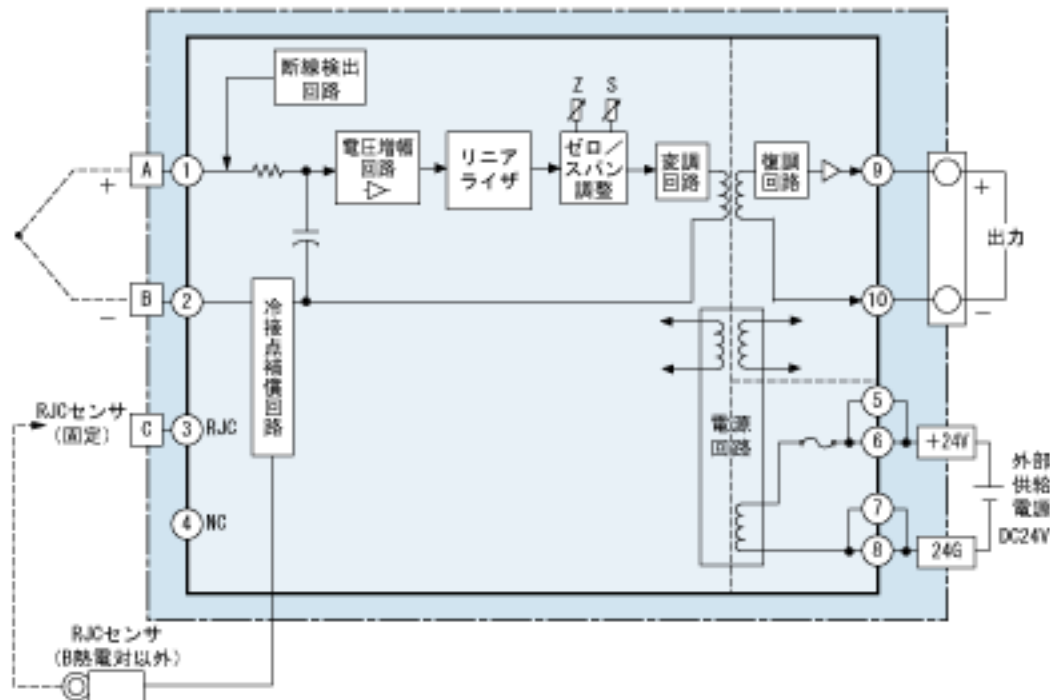 断線検出
回路
Z S
電圧増幅
回路
リニア
ライザ
ゼロ／
スパン
調整
変調
回路
復調
回路
A
1
9
+
+
出力
B
2
10
−
−
冷接点補償回路
RJCセンサ
(固定)
C
3
RJC
電源
回路
5
6
+24V
外部
供給
電源
DC24V
4
NC
7
8
24G
RJCセンサ
(B熱電対以外)